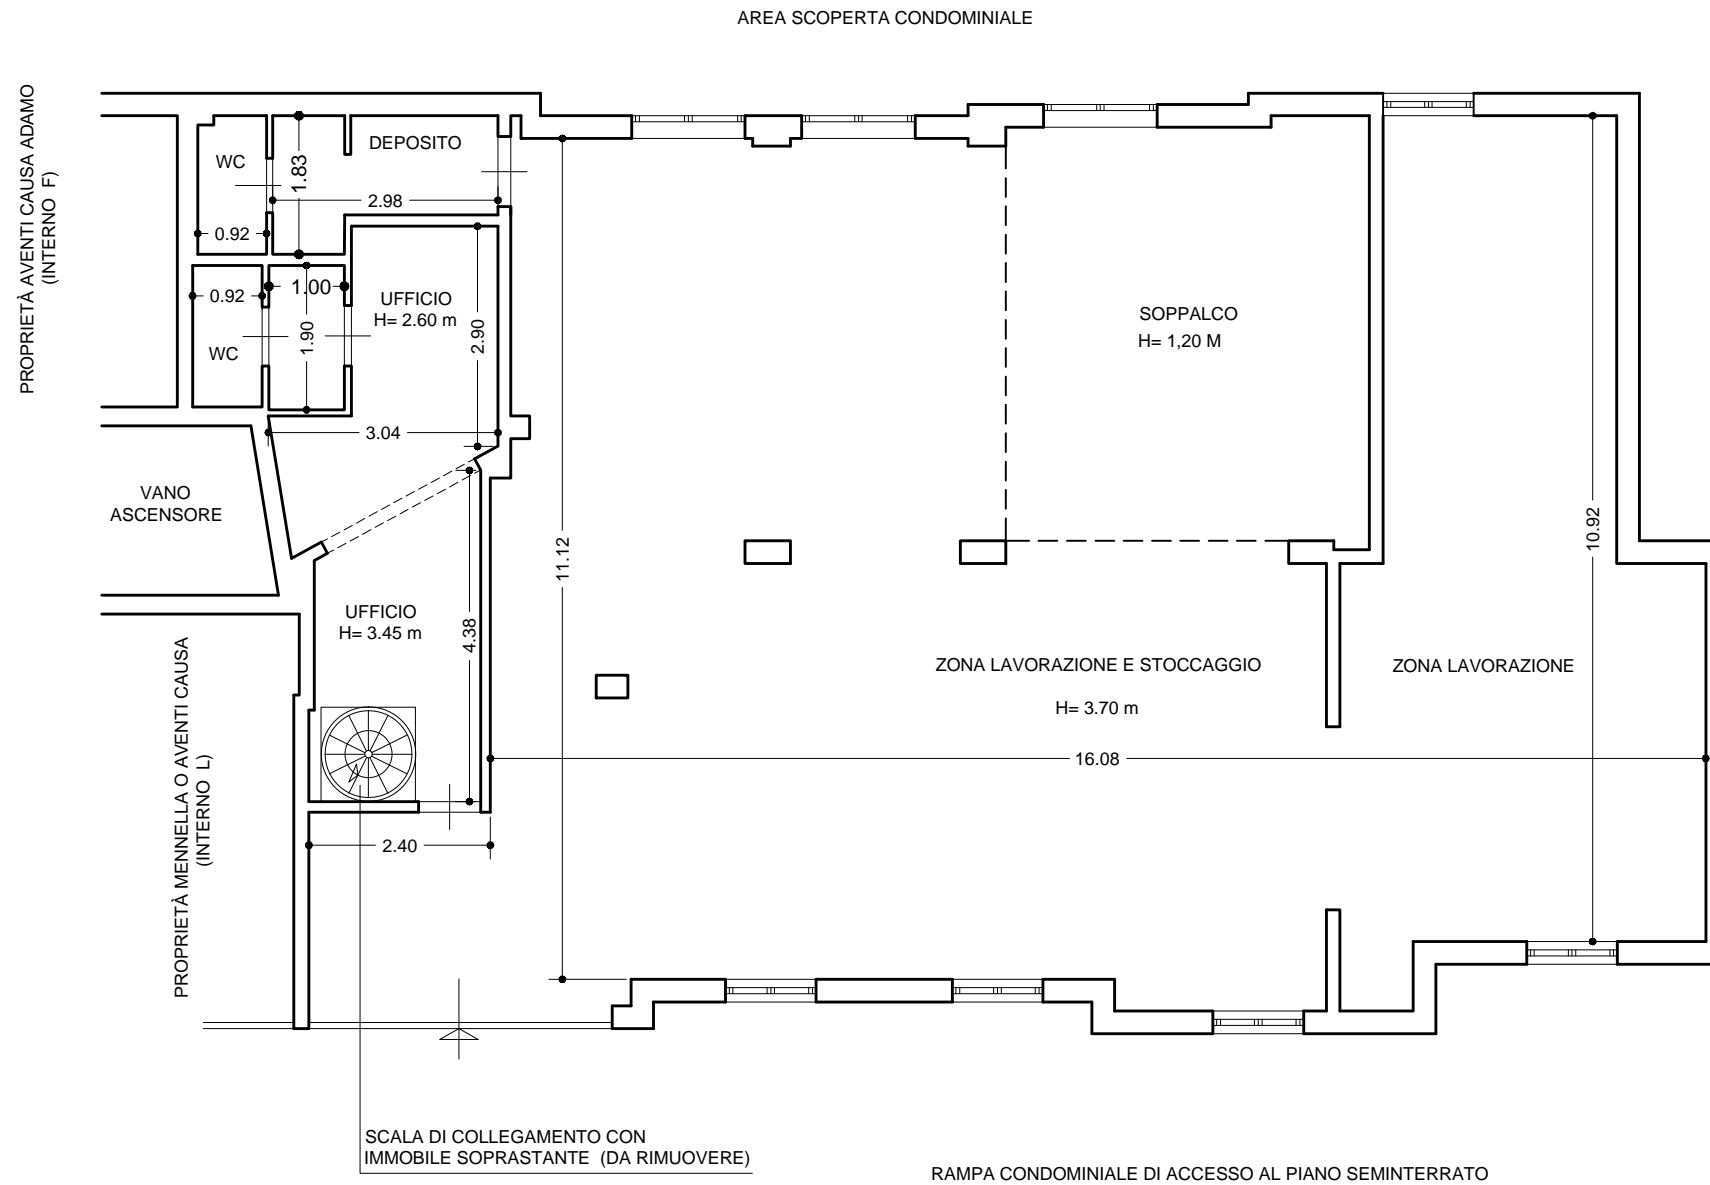 AREA SCOPERTA CONDOMINIALE
PROPRIETÀ AVENTI CAUSA ADAMO
(INTERNO F)
DEPOSITO
WC
1.83
2.98
0.92
0.92
1.00
UFFICIO
H= 2.60 m
1.90
2.90
WC
SOPPALCO
H= 1,20 M
3.04
VANO
ASCENSORE
11.12
10.92
UFFICIO
H= 3.45 m
4.38
ZONA LAVORAZIONE E STOCCAGGIO
H= 3.70 m
ZONA LAVORAZIONE
16.08
PROPRIETÀ MENNELLA O AVENTI CAUSA
(INTERNO L)
2.40
SCALA DI COLLEGAMENTO CON
IMMOBILE SOPRASTANTE (DA RIMUOVERE)
RAMPA CONDOMINIALE DI ACCESSO AL PIANO SEMINTERRATO